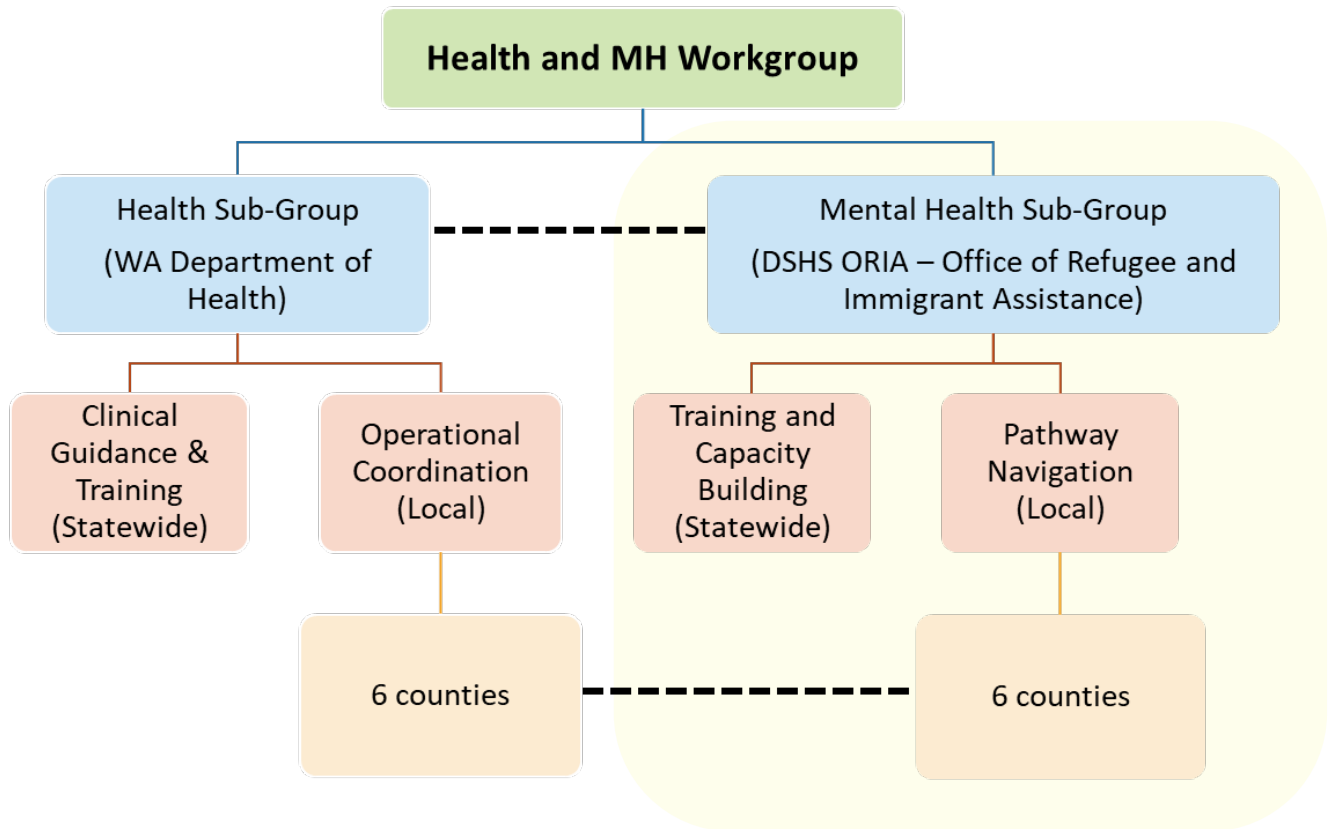 Health and MH Workgroup
Health Sub-Group
(WA Department of
Health)
Mental Health Sub-Group
(DSHS ORIA – Office of Refugee and
Immigrant Assistance)
Clinical
Guidance &
Training
(Statewide)
Operational
Coordination
(Local)
Training and
Capacity
Building
(Statewide)
Pathway
Navigation
(Local)
6 counties
6 counties